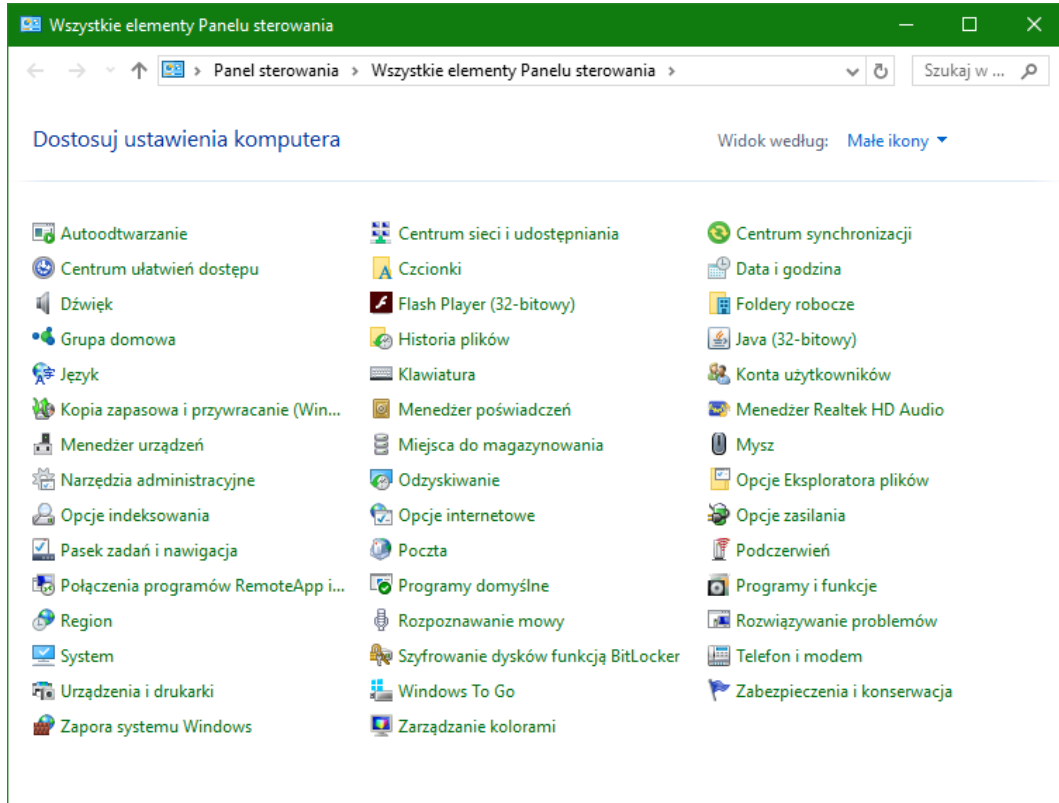 Wszystkie elementy Panelu sterowania
Panel sterowania > Wszystkie elementy Panelu sterowania >
Szukaj w ...
Dostosuj ustawienia komputera
Widok według: Małe ikony
Autoodtwarzanie Centrum sieci i udostępniania Centrum synchronizacji
Centrum ułatwień dostępu Czcionki Data i godzina
Dźwięk Flash Player (32-bitowy) Foldery robocze
Grupa domowa Historia plików Java (32-bitowy)
Język Klawiatura Konta użytkowników
Kopia zapasowa i przywracanie (Win... Menedżer poświadczeń Menedżer Realtek HD Audio
Menedżer urządzeń Miejsca do magazynowania Mysz
Narzędzia administracyjne Odzyskiwanie Opcje Eksploratora plików
Opcje indeksowania Opcje internetowe Opcje zasilania
Pasek zadań i nawigacja Poczta Podczerwień
Połączenia programów RemoteApp i... Programy domyślne Programy i funkcje
Region Rozpoznawanie mowy Rozwiązywanie problemów
System Szyfrowanie dysków funkcją BitLocker Telefon i modem
Urządzenia i drukarki Windows To Go Zabezpieczenia i konserwacja
Zapora systemu Windows Zarządzanie kolorami